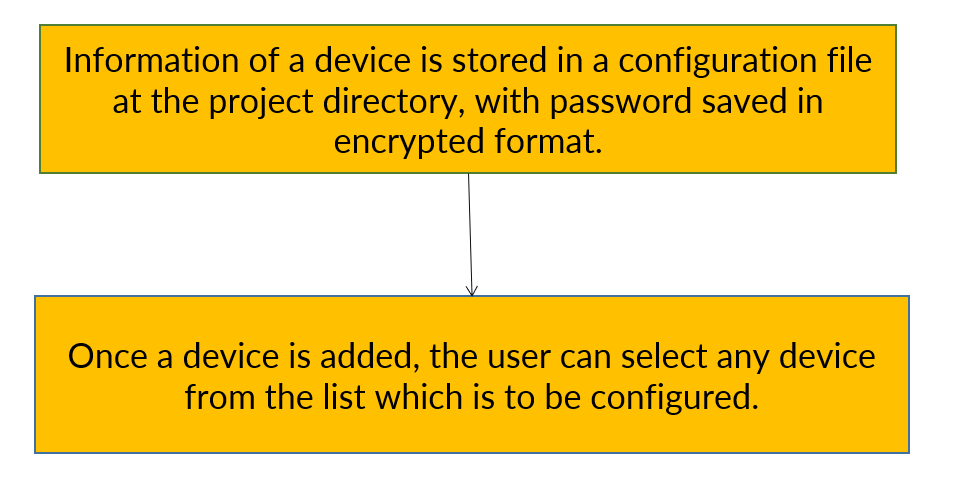 Information of a device is stored in a configuration file
at the project directory, with password saved in
encrypted format.
Once a device is added, the user can select any device
from the list which is to be configured.